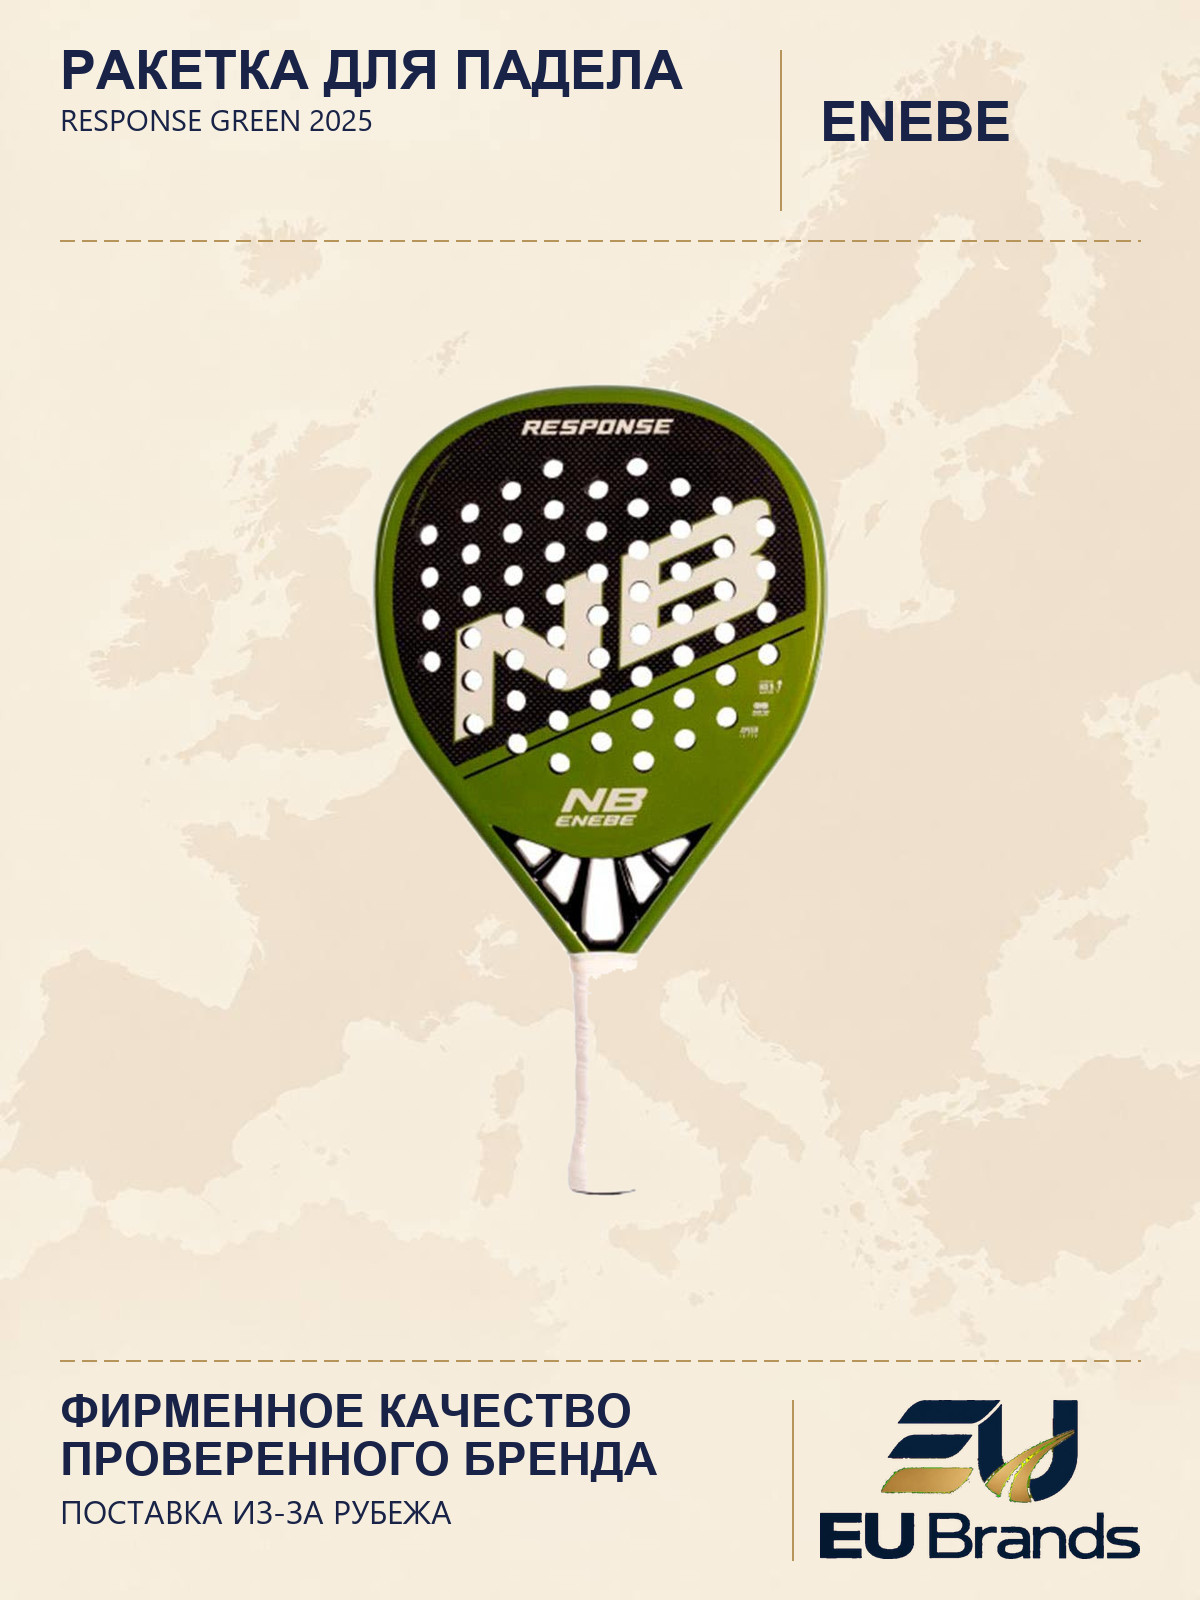 РАКЕТКА ДЛЯ ПАДЕЛА
RESPONSE GREEN 2025
ENEBE
RESPONSE
NB
NB
ENEBE
ФИРМЕННОЕ КАЧЕСТВО
ПРОВЕРЕННОГО БРЕНДА
ПОСТАВКА ИЗ-ЗА РУБЕЖА
EU
EU Brands